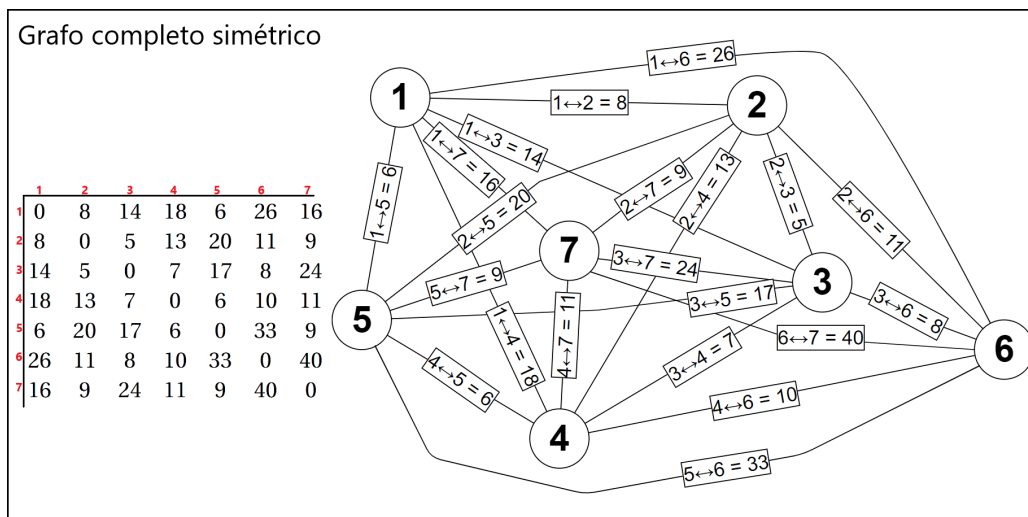 Grafo completo simétrico
1 2 3 4 5 6 7
1 0 8 14 18 6 26 16
2 8 0 5 13 20 11 9
3 14 5 0 7 17 8 24
4 18 13 7 0 6 10 11
5 6 20 17 6 0 33 9
6 26 11 8 10 33 0 40
7 16 9 24 11 9 40 0
1↔6 = 26
1
1↔2 = 8
2
1↔3 = 14
1↔7 = 16
1↔5 = 6
2↔5 = 20
2↔7 = 9
2↔4 = 13
2↔3 = 5
2↔6 = 11
7
3↔7 = 24
3
5↔7 = 9
3↔5 = 17
5
4↔7 = 11
1↔4 = 18
3↔6 = 8
6↔7 = 40
6
3↔4 = 7
4↔5 = 6
4↔6 = 10
4
5↔6 = 33